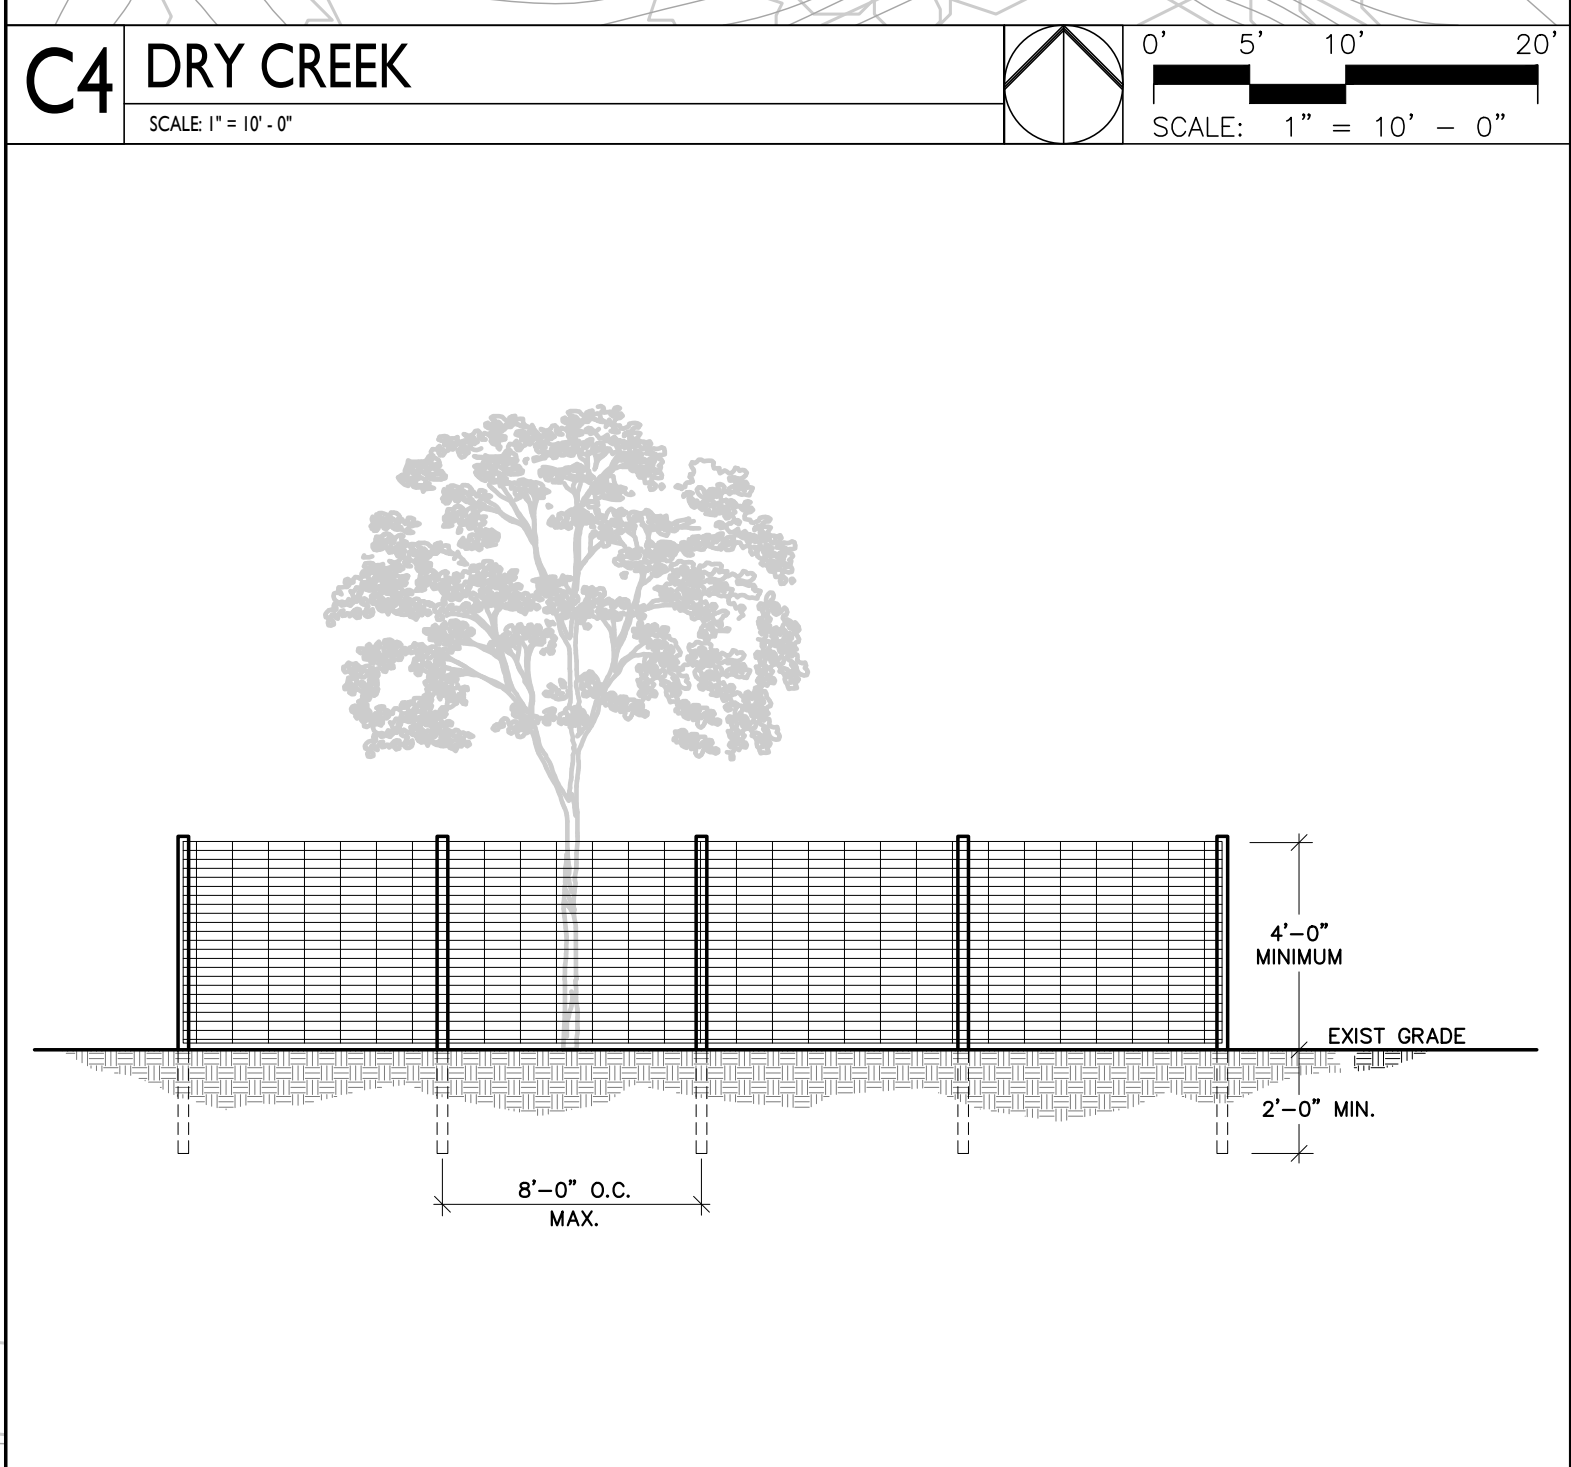 C4
DRY CREEK
SCALE: 1" = 10' - 0"
0' 5' 10' 20'
SCALE: 1" = 10' - 0"
4'-0"
MINIMUM
EXIST GRADE
2'-0" MIN.
8'-0" O.C.
MAX.